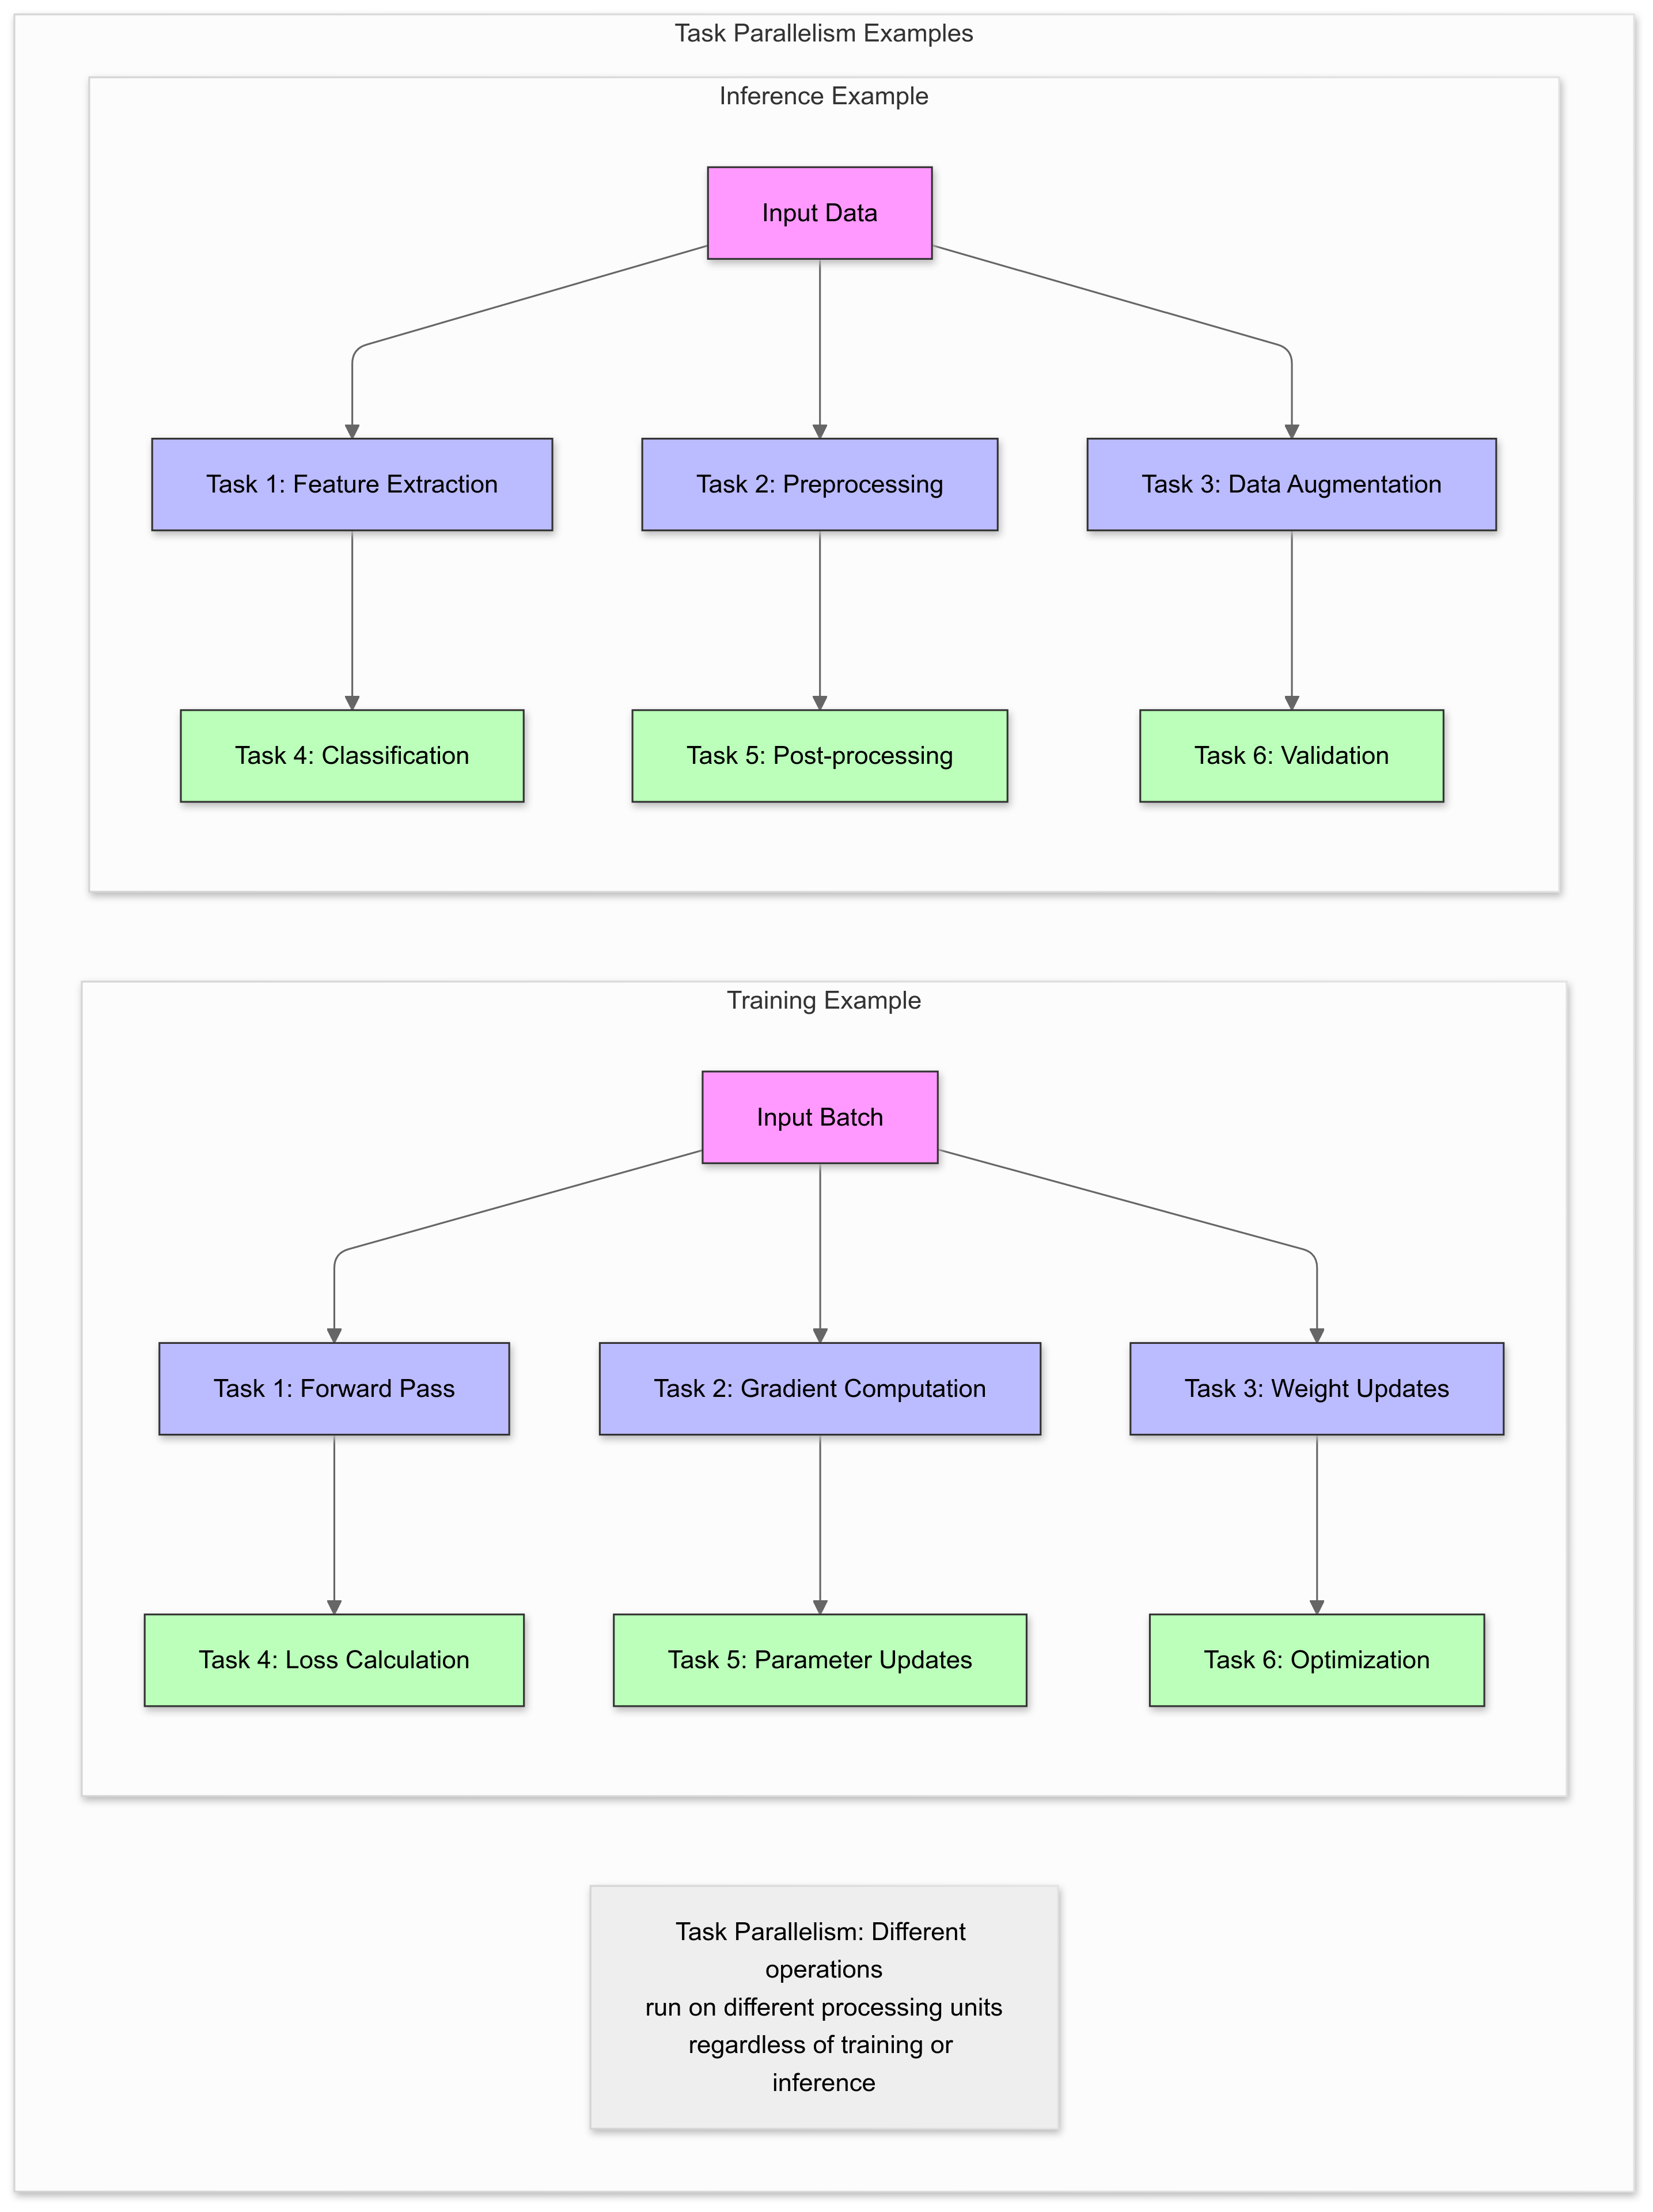 Task Parallelism Examples
Inference Example
Input Data
Task 1: Feature Extraction
Task 2: Preprocessing
Task 3: Data Augmentation
Task 4: Classification
Task 5: Post-processing
Task 6: Validation
Training Example
Input Batch
Task 1: Forward Pass
Task 2: Gradient Computation
Task 3: Weight Updates
Task 4: Loss Calculation
Task 5: Parameter Updates
Task 6: Optimization
Task Parallelism: Different
operations
run on different processing units
regardless of training or
inference